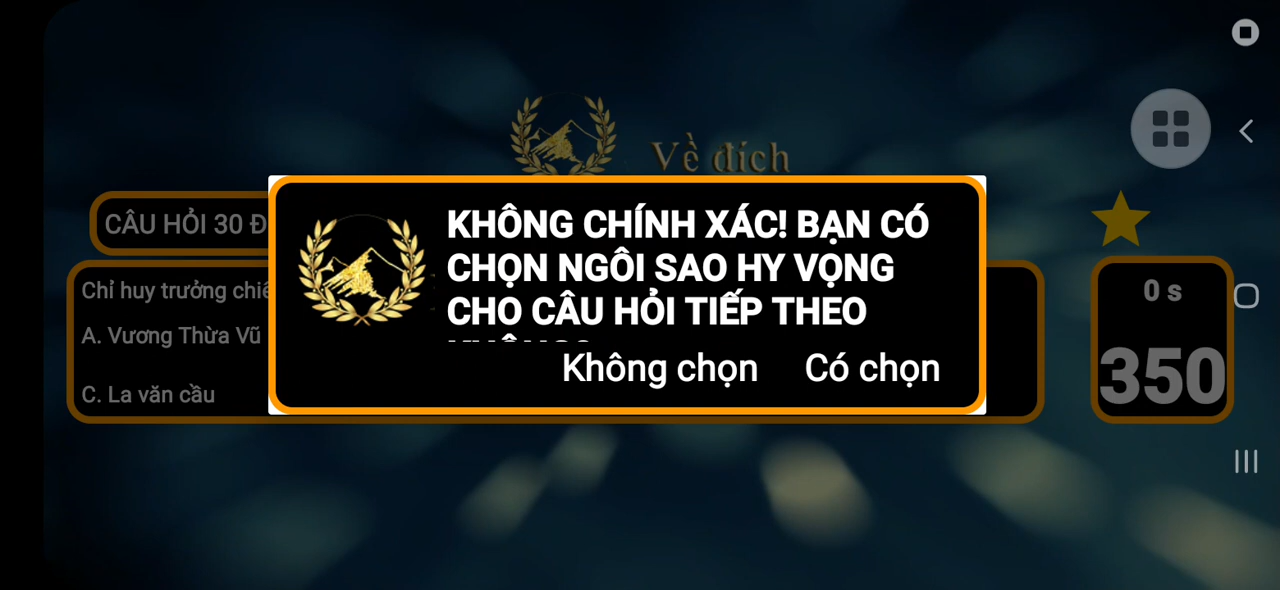 Về đích
CÂU HỎI 30 Đ
KHÔNG CHÍNH XÁC! BẠN CÓ
CHỌN NGÔI SAO HY VỌNG
CHO CÂU HỎI TIẾP THEO
Không chọn
Có chọn
Chỉ huy trưởng chiê
A. Vương Thừa Vũ
C. La văn cầu
0 s
350